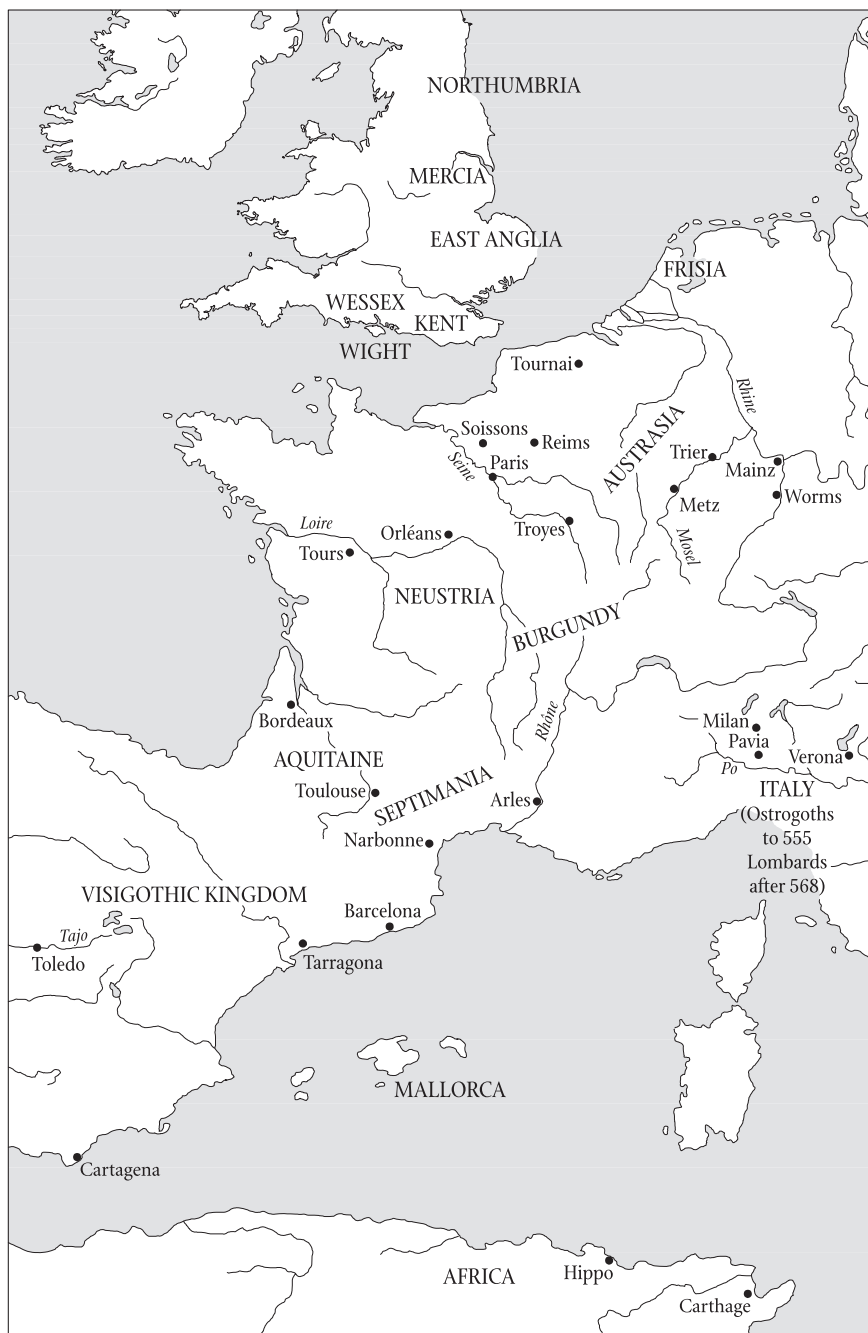 NORTHUMBRIA
MERCIA
EAST ANGLIA
FRISIA
WESSEX
KENT
WIGHT
Tournai
Rhine
Soissons
Reims
AUSTRASIA
Seine
Paris
Trier
Mainz
Metz
Worms
Loire
Orléans
Troyes
Mosel
Tours
NEUSTRIA
BURGUNDY
Bordeaux
Rhône
Milan
Pavia
Verona
AQUITAINE
Po
Toulouse
SEPTIMANIA
Arles
ITALY
(Ostrogoths
to 555
Lombards
after 568)
Narbonne
VISIGOTHIC KINGDOM
Barcelona
Tajo
Toledo
Tarragona
MALLORCA
Cartagena
AFRICA
Hippo
Carthage